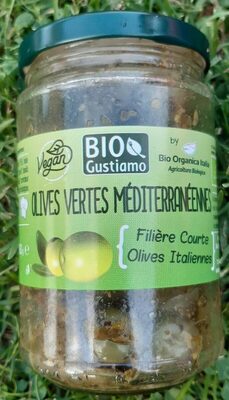 Vegan
BIO
Gustiamo
by
Bio Organica Italia
Agricoltura Biologica
OLIVES VERTES MÉDITERRANÉENNES
Filière Courte
Olives Italiennes